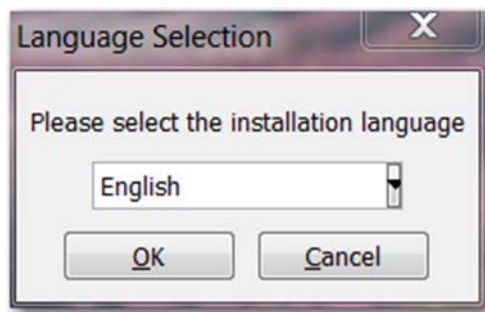 Language Selection
Please select the installation language
English
OK
Cancel